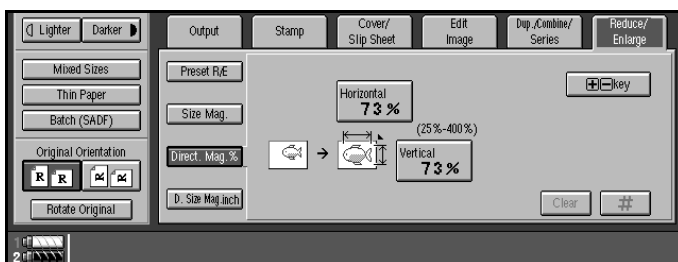 Lighter Darker
Output
Stamp
Cover/
Slip Sheet
Edit
Image
Dup./Combine/
Series
Reduce/
Enlarge
Mixed Sizes
Thin Paper
Batch (SADF)
Original Orientation
R R R R
Rotate Original
Preset R/E
Size Mag.
Direct. Mag.%
D. Size Mag.inch
Horizontal
73%
(25%-400%)
Vertical
73%
+-key
Clear #
1
2